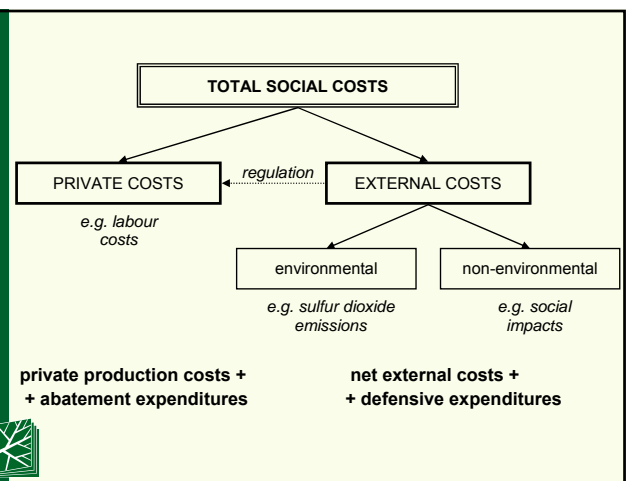 TOTAL SOCIAL COSTS
PRIVATE COSTS
regulation
EXTERNAL COSTS
e.g. labour
costs
environmental
non-environmental
e.g. sulfur dioxide
emissions
e.g. social
impacts
private production costs +
+ abatement expenditures
net external costs +
+ defensive expenditures